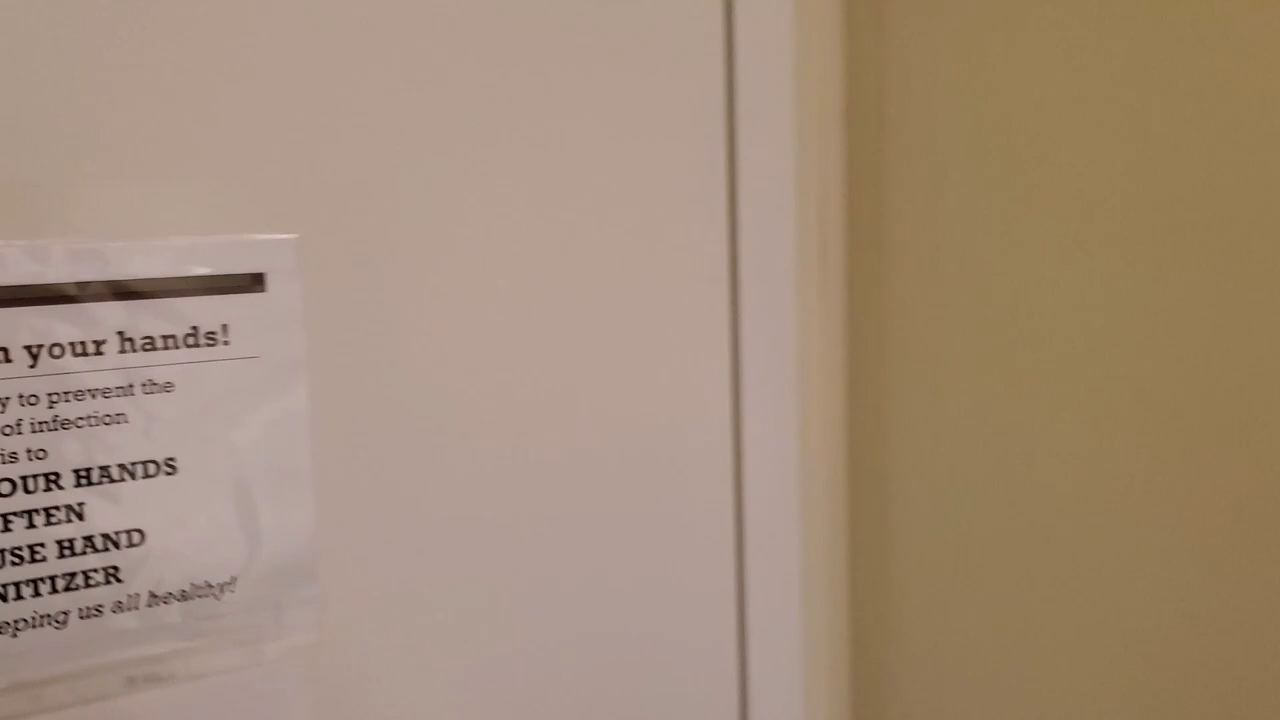 n your hands!
y to prevent the
of infection
is to
OUR HANDS
FTEN
USE HAND
NITIZER
eping us all healthy!